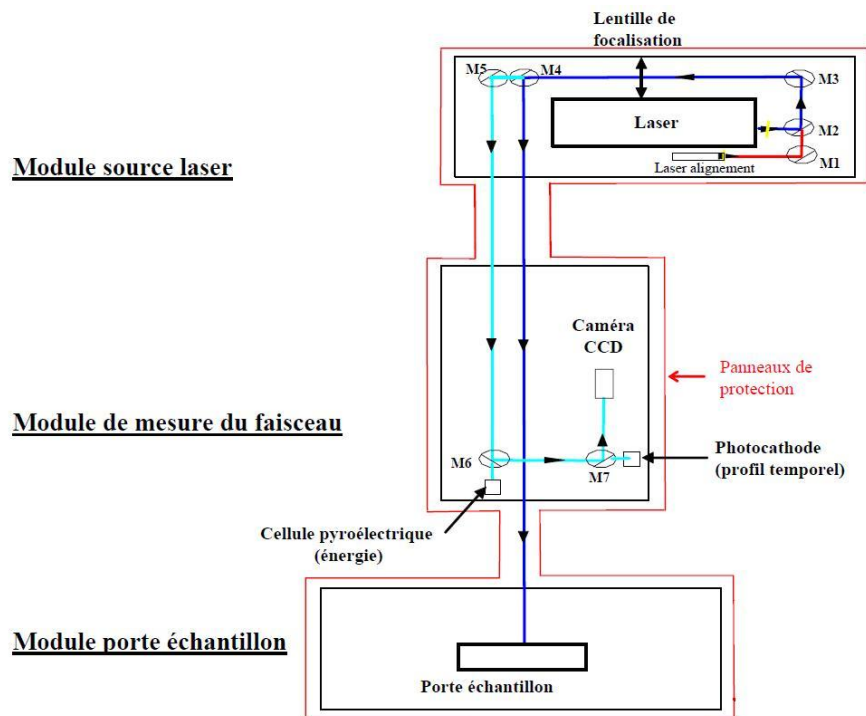 Lentille de
focalisation
M5
M4
M3
Laser
M2
M1
Laser alignement
Module source laser
Caméra
CCD
Panneaux de
protection
Module de mesure du faisceau
M6
M7
Photocathode
(profil temporel)
Cellule pyroélectrique
(énergie)
Module porte échantillon
Porte échantillon